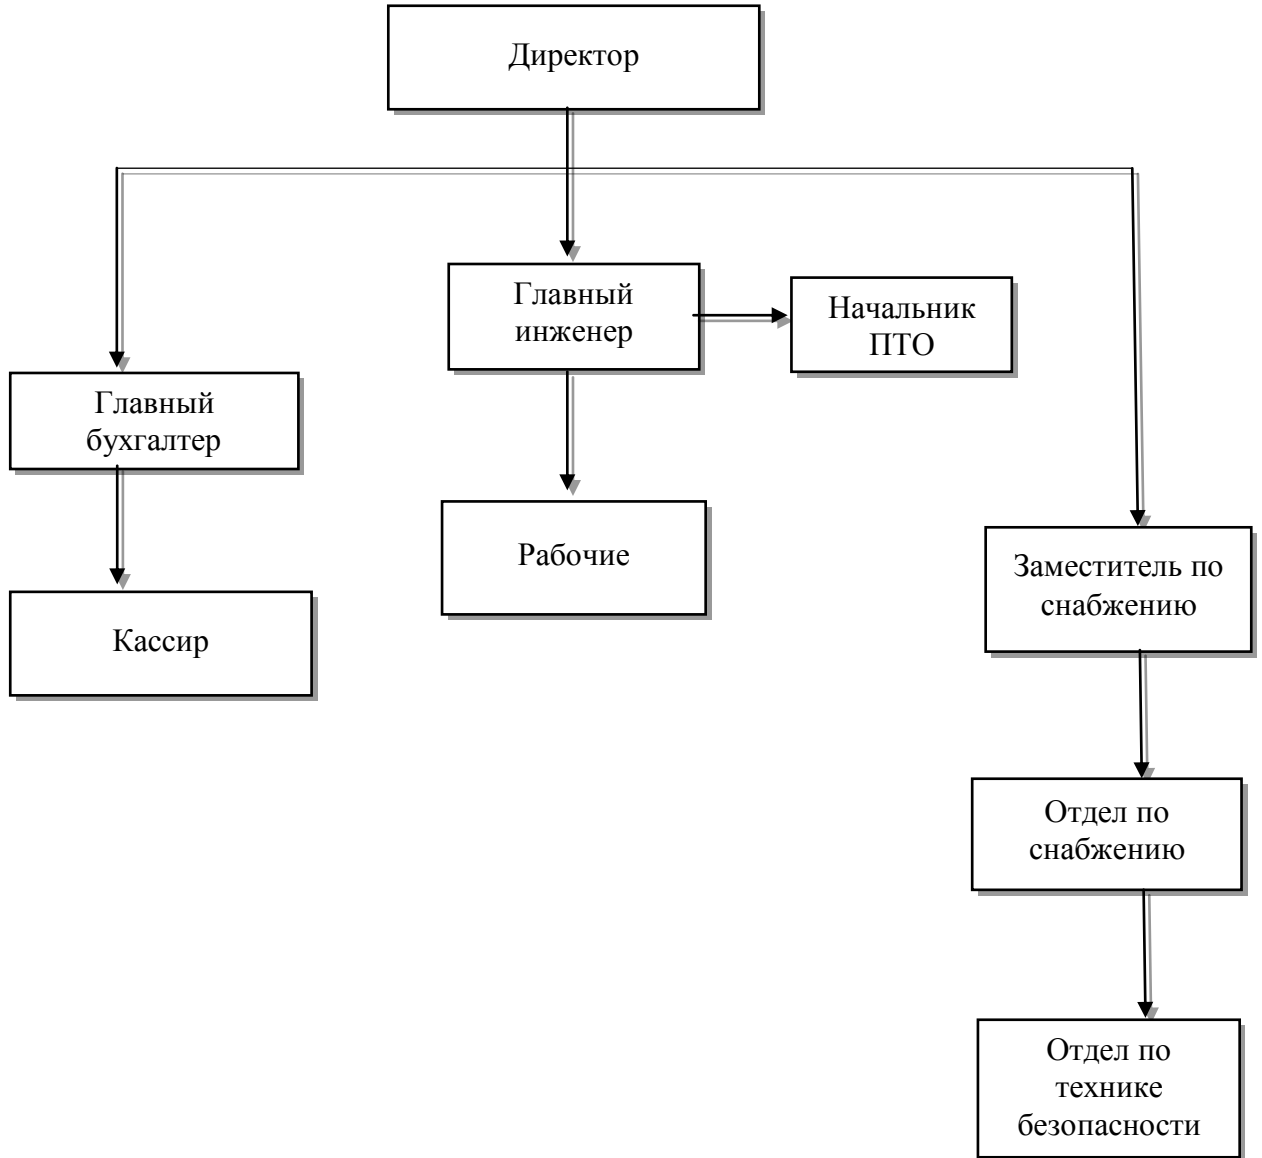 Директор
Главный
инженер
Начальник
ПТО
Главный
бухгалтер
Рабочие
Заместитель по
снабжению
Кассир
Отдел по
снабжению
Отдел по
технике
безопасности